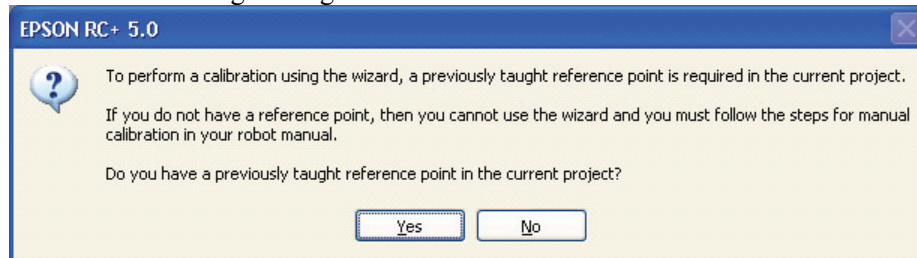 EPSON RC+ 5.0
To perform a calibration using the wizard, a previously taught reference point is required in the current project.
If you do not have a reference point, then you cannot use the wizard and you must follow the steps for manual
calibration in your robot manual.
Do you have a previously taught reference point in the current project?
Yes
No